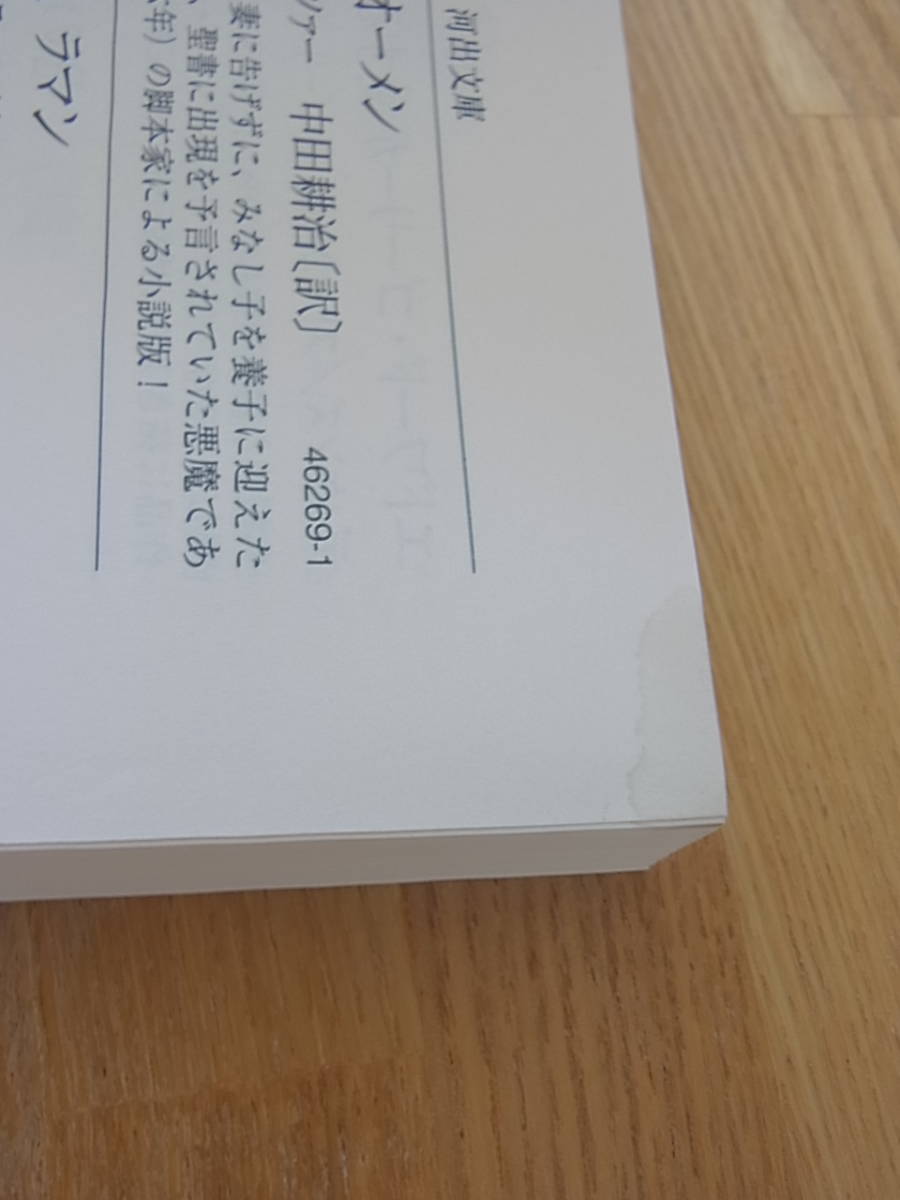 河出文庫
オーメン
ツァー 中田耕治〔訳〕 46269-1
妻に告げずに、みなし子を養子に迎えた
、聖書に出現を予言されていた悪魔であ
年）の脚本家による小説版！
ラマン